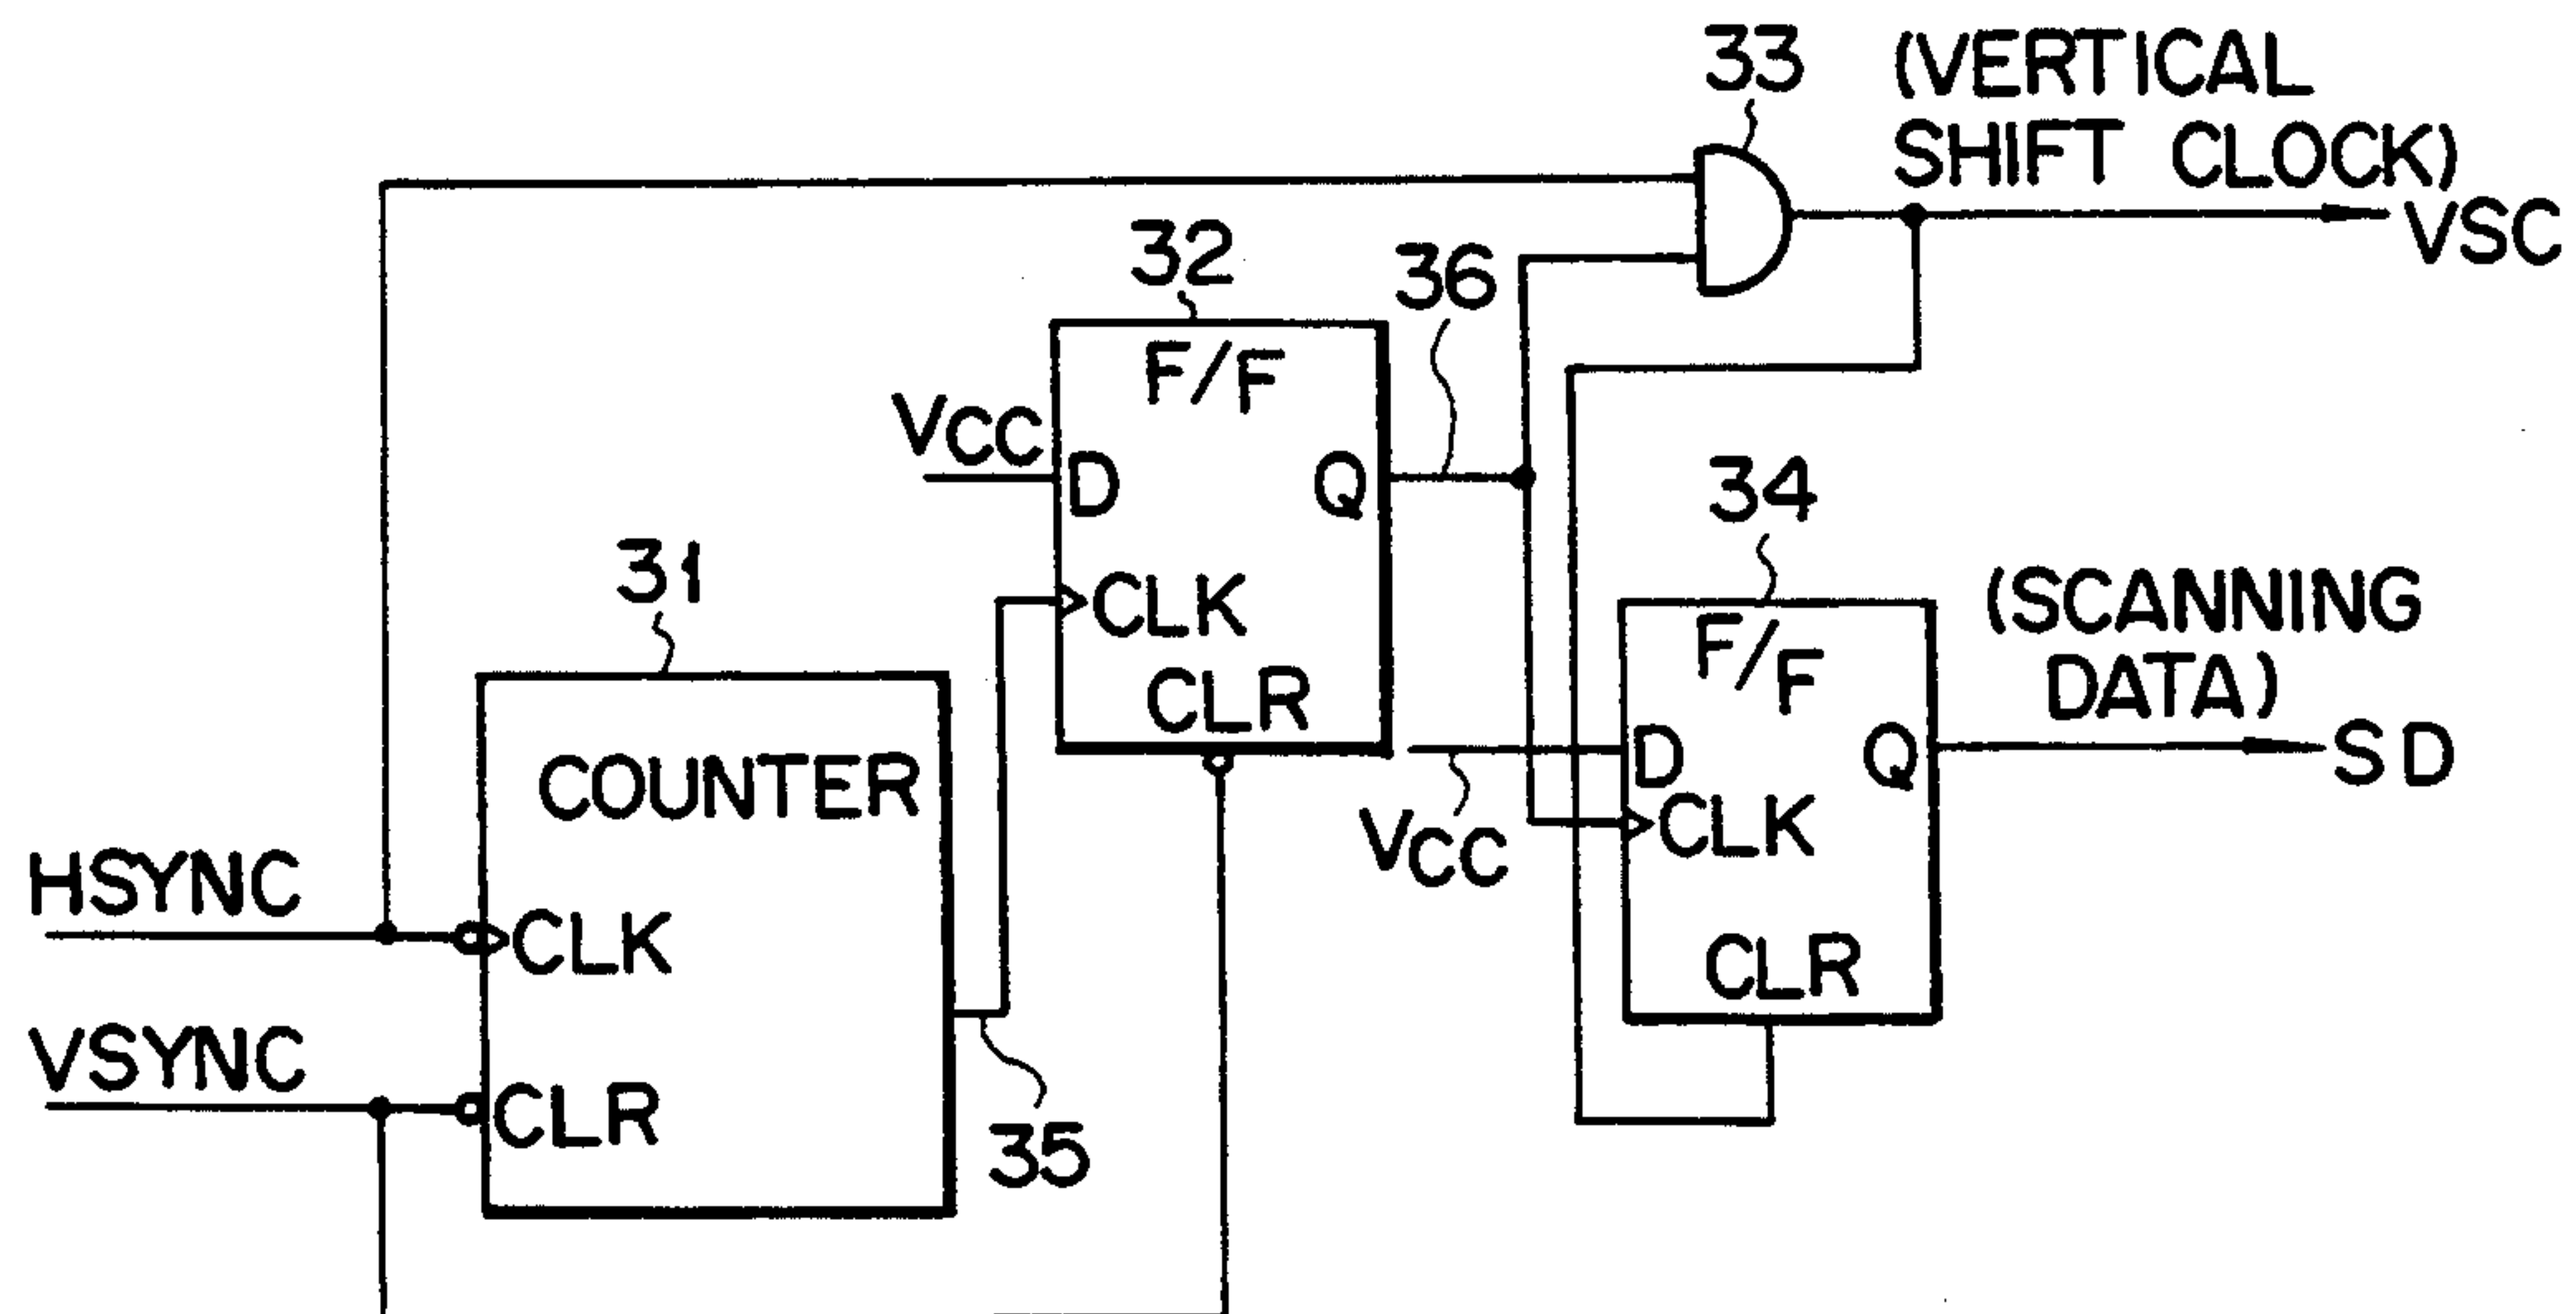 33
(VERTICAL
SHIFT CLOCK)
VSC
32
36
F/F
VCC
D
Q
CLK
CLR
34
F/F
(SCANNING
DATA)
D
Q
SD
VCC
CLK
CLR
31
COUNTER
HSYNC
CLK
VSYNC
CLR
35